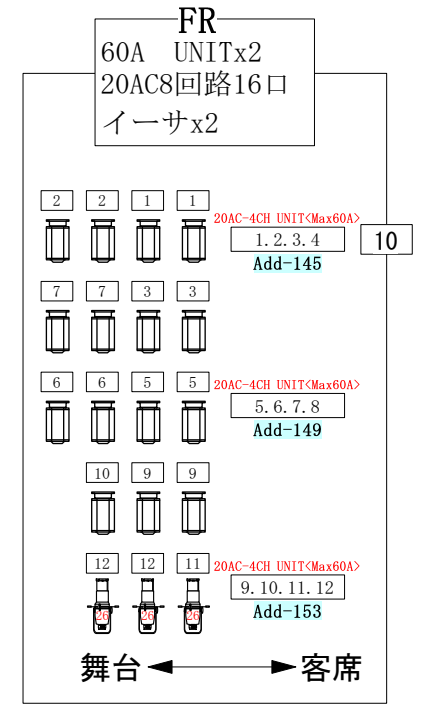 FR
60A UNITx2
20AC8回路16口
イーサx2
2 2 1 1
20AC-4CH UNIT<Max60A>
1.2.3.4
10
Add-145
7 7 3 3
6 6 5 5
20AC-4CH UNIT<Max60A>
5.6.7.8
Add-149
10 9 9
12 12 11
20AC-4CH UNIT<Max60A>
9.10.11.12
26 26 26
Add-153
舞台 客席